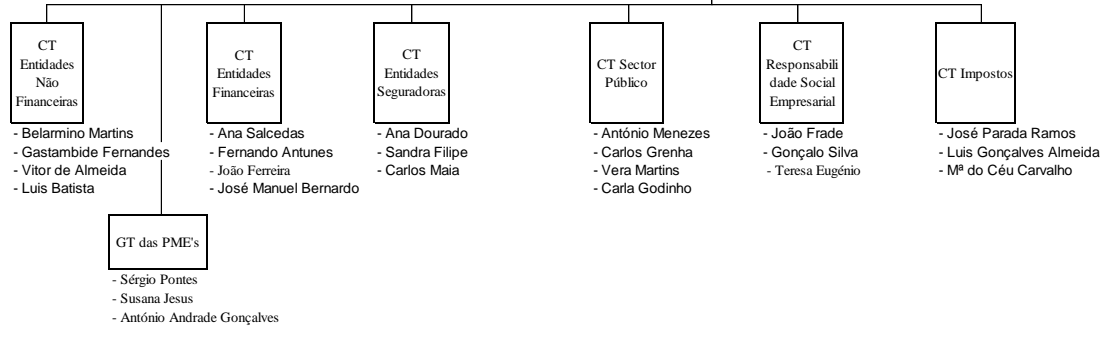 CT
Entidades
Não
Financeiras
- Belarmino Martins
- Gastambide Fernandes
- Vitor de Almeida
- Luis Batista
CT
Entidades
Financeiras
- Ana Salcedas
- Fernando Antunes
- João Ferreira
- José Manuel Bernardo
CT
Entidades
Seguradoras
- Ana Dourado
- Sandra Filipe
- Carlos Maia
CT Sector
Público
- António Menezes
- Carlos Grenha
- Vera Martins
- Carla Godinho
CT
Responsabili
dade Social
Empresarial
- João Frade
- Gonçalo Silva
- Teresa Eugénio
CT Impostos
- José Parada Ramos
- Luis Gonçalves Almeida
- Mª do Céu Carvalho
GT das PME's
- Sérgio Pontes
- Susana Jesus
- António Andrade Gonçalves